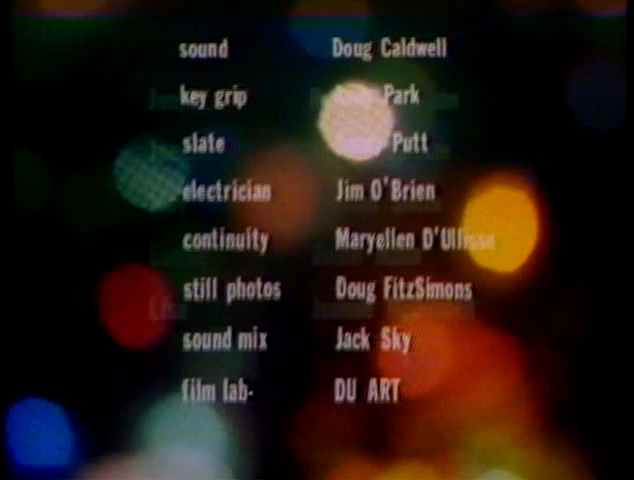 sound Doug Caldwell
key grip Park
slate Putt
electrician Jim O'Brien
continuity Maryellen
still photos Doug FitzSimons
sound mix Jack Sky
film lab- DU ART